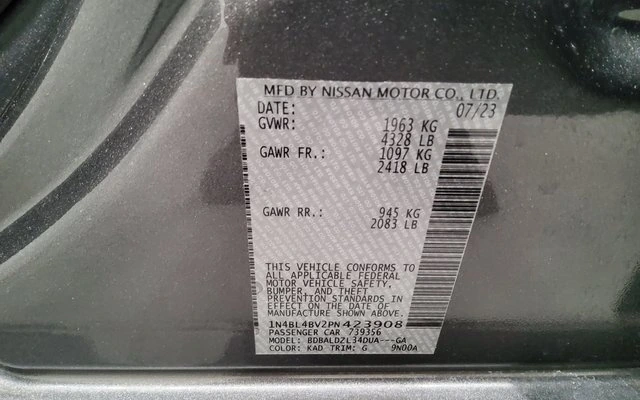 MFD BY NISSAN MOTOR CO., LTD.
DATE: 07/23
GVWR: 1963 KG
4328 LB
GAWR FR.: 1097 KG
2418 LB
GAWR RR.: 945 KG
2083 LB
THIS VEHICLE CONFORMS TO
ALL APPLICABLE FEDERAL
MOTOR VEHICLE SAFETY,
BUMPER, AND THEFT
PREVENTION STANDARDS IN
EFFECT ON THE DATE OF
MANUFACTURE SHOWN ABOVE.
1N4BL4BV2PN423908
PASSENGER CAR 739356
MODEL: BDBALDZL34DUA---GA
COLOR: KAD TRIM: G 9N00A